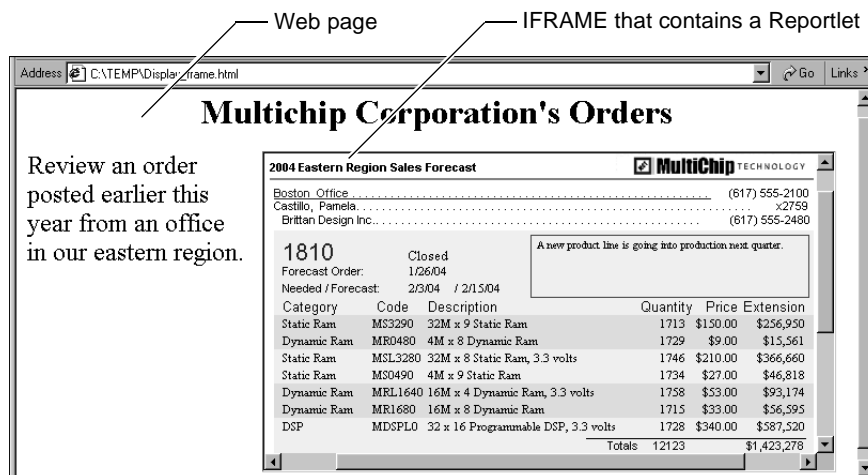 Web page
IFRAME that contains a Reportlet
Address C:\TEMP\Display_frame.html Go Links
Multichip Corporation's Orders
Review an order
posted earlier this
year from an office
in our eastern region.
2004 Eastern Region Sales Forecast MultiChip TECHNOLOGY
Boston Office (617) 555-2100
Castillo, Pamela x2759
Brittan Design Inc. (617) 555-2480
1810 Closed
A new product line is going into production next quarter.
Forecast Order: 1/26/04
Needed / Forecast: 2/3/04 / 2/15/04
Category Code Description Quantity Price Extension
Static Ram MS3290 32M x 9 Static Ram 1713 $150.00 $256,950
Dynamic Ram MR0480 4M x 8 Dynamic Ram 1729 $9.00 $15,561
Static Ram MSL3280 32M x 8 Static Ram, 3.3 volts 1746 $210.00 $366,660
Static Ram MS0490 4M x 9 Static Ram 1734 $27.00 $46,818
Dynamic Ram MRL1640 16M x 4 Dynamic Ram, 3.3 volts 1758 $53.00 $93,174
Dynamic Ram MR1680 16M x 8 Dynamic Ram 1715 $33.00 $56,595
DSP MDSPL0 32 x 16 Programmable DSP, 3.3 volts 1728 $340.00 $587,520
Totals 12123 $1,423,278